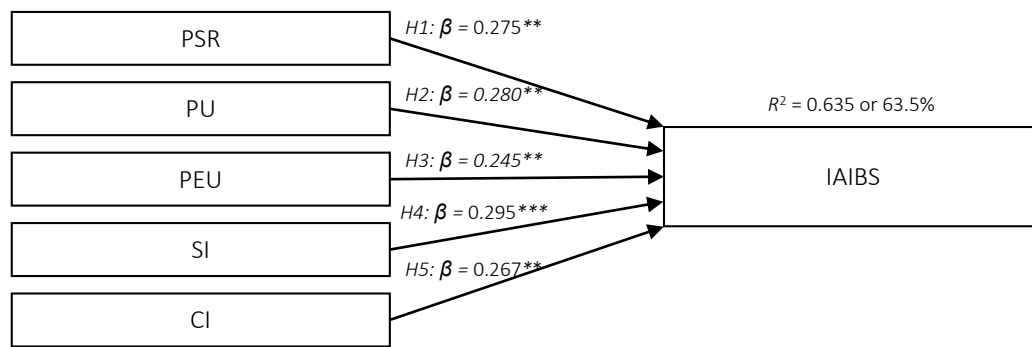 PSR
H1: β = 0.275**
PU
H2: β = 0.280**
R² = 0.635 or 63.5%
PEU
H3: β = 0.245**
IAIBS
SI
H4: β = 0.295***
CI
H5: β = 0.267**